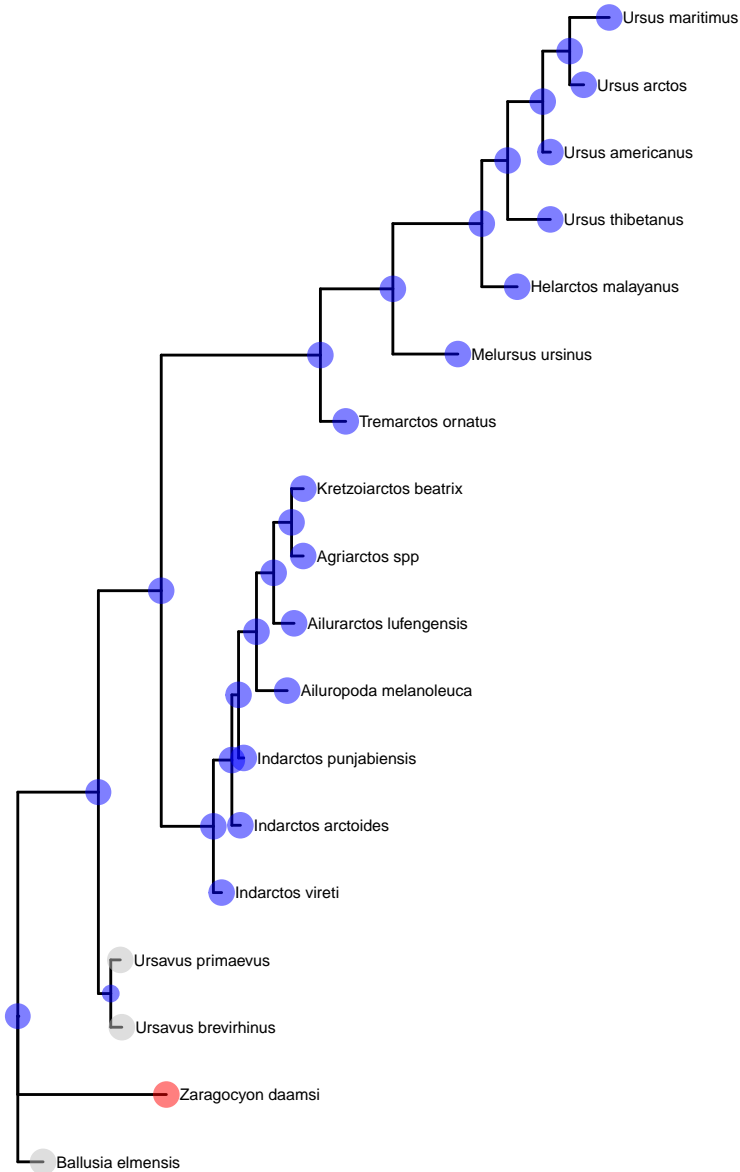 Ursus maritimus
Ursus arctos
Ursus americanus
Ursus thibetanus
Helarctos malayanus
Melursus ursinus
Tremarctos ornatus
Kretzoiarctos beatrix
Agriarctos spp
Ailurarctos lufengensis
Ailuropoda melanoleuca
Indarctos punjabiensis
Indarctos arctoides
Indarctos vireti
Ursavus primaevus
Ursavus brevirhinus
Zaragocyon daamsi
Ballusia elmensis